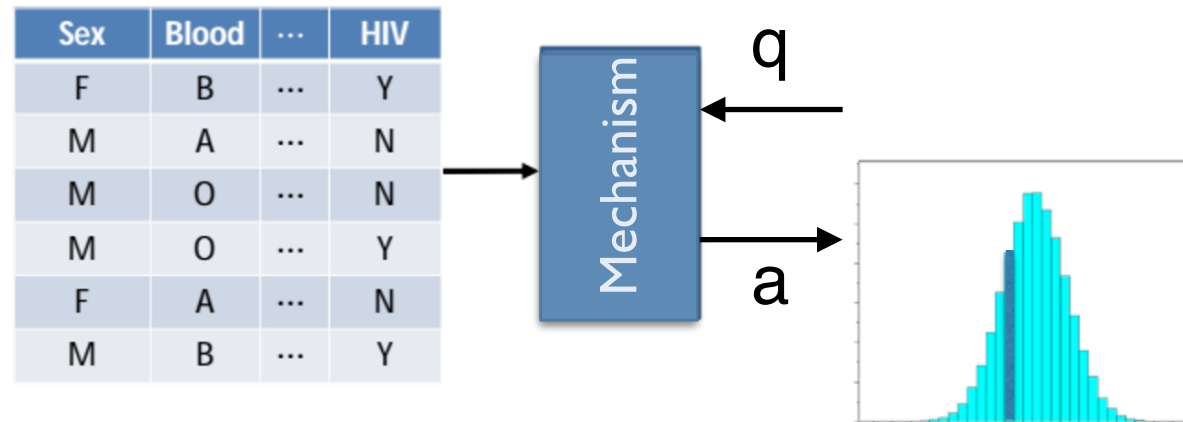 Sex Blood ... HIV
F B ... Y
M A ... N
M O ... N
M O ... Y
F A ... N
M B ... Y
Mechanism
q
a